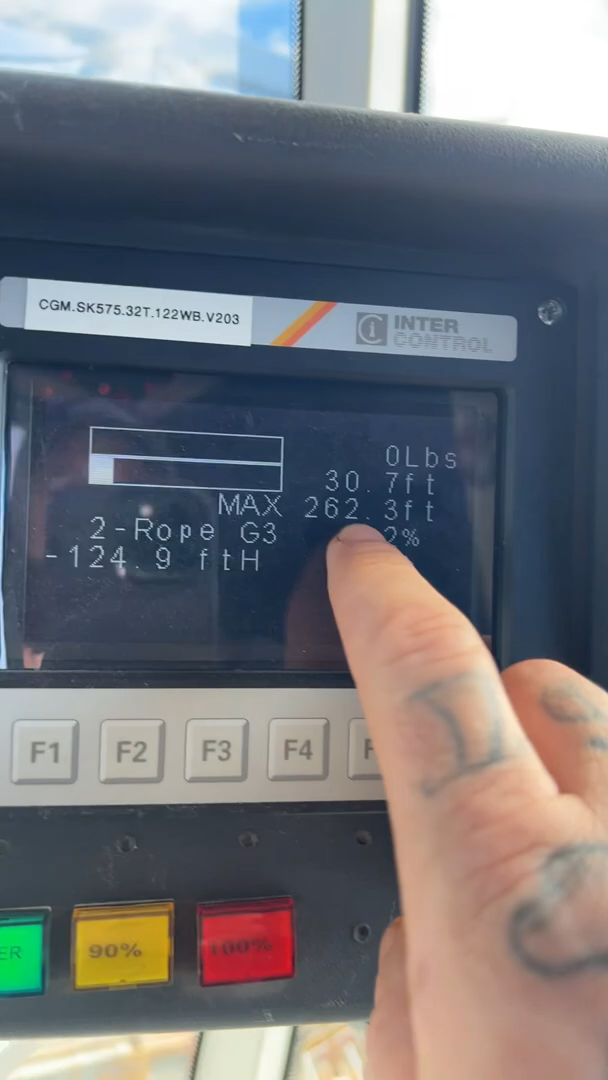 CGM.SK575.32T.122WB.V203
INTER
CONTROL
0Lbs
30.7ft
MAX 262.3ft
2-Rope G3
2%
-124.9 ftH
F1
F2
F3
F4
90%
100%